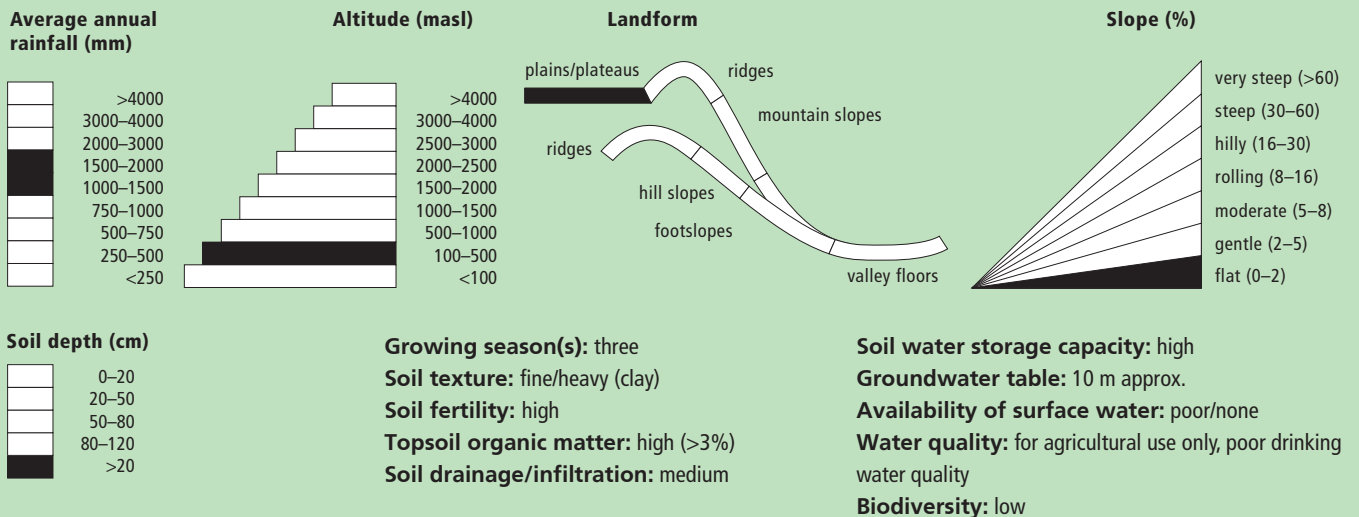 Average annual
rainfall (mm)
>4000
3000–4000
2000–3000
1500–2000
1000–1500
750–1000
500–750
250–500
<250
Altitude (masl)
>4000
3000–4000
2500–3000
2000–2500
1500–2000
1000–1500
500–1000
100–500
<100
Landform
plains/plateaus
ridges
mountain slopes
ridges
hill slopes
footslopes
valley floors
Slope (%)
very steep (>60)
steep (30–60)
hilly (16–30)
rolling (8–16)
moderate (5–8)
gentle (2–5)
flat (0–2)
Soil depth (cm)
0–20
20–50
50–80
80–120
>20
Growing season(s): three
Soil texture: fine/heavy (clay)
Soil fertility: high
Topsoil organic matter: high (>3%)
Soil drainage/infiltration: medium
Soil water storage capacity: high
Groundwater table: 10 m approx.
Availability of surface water: poor/none
Water quality: for agricultural use only, poor drinking
water quality
Biodiversity: low